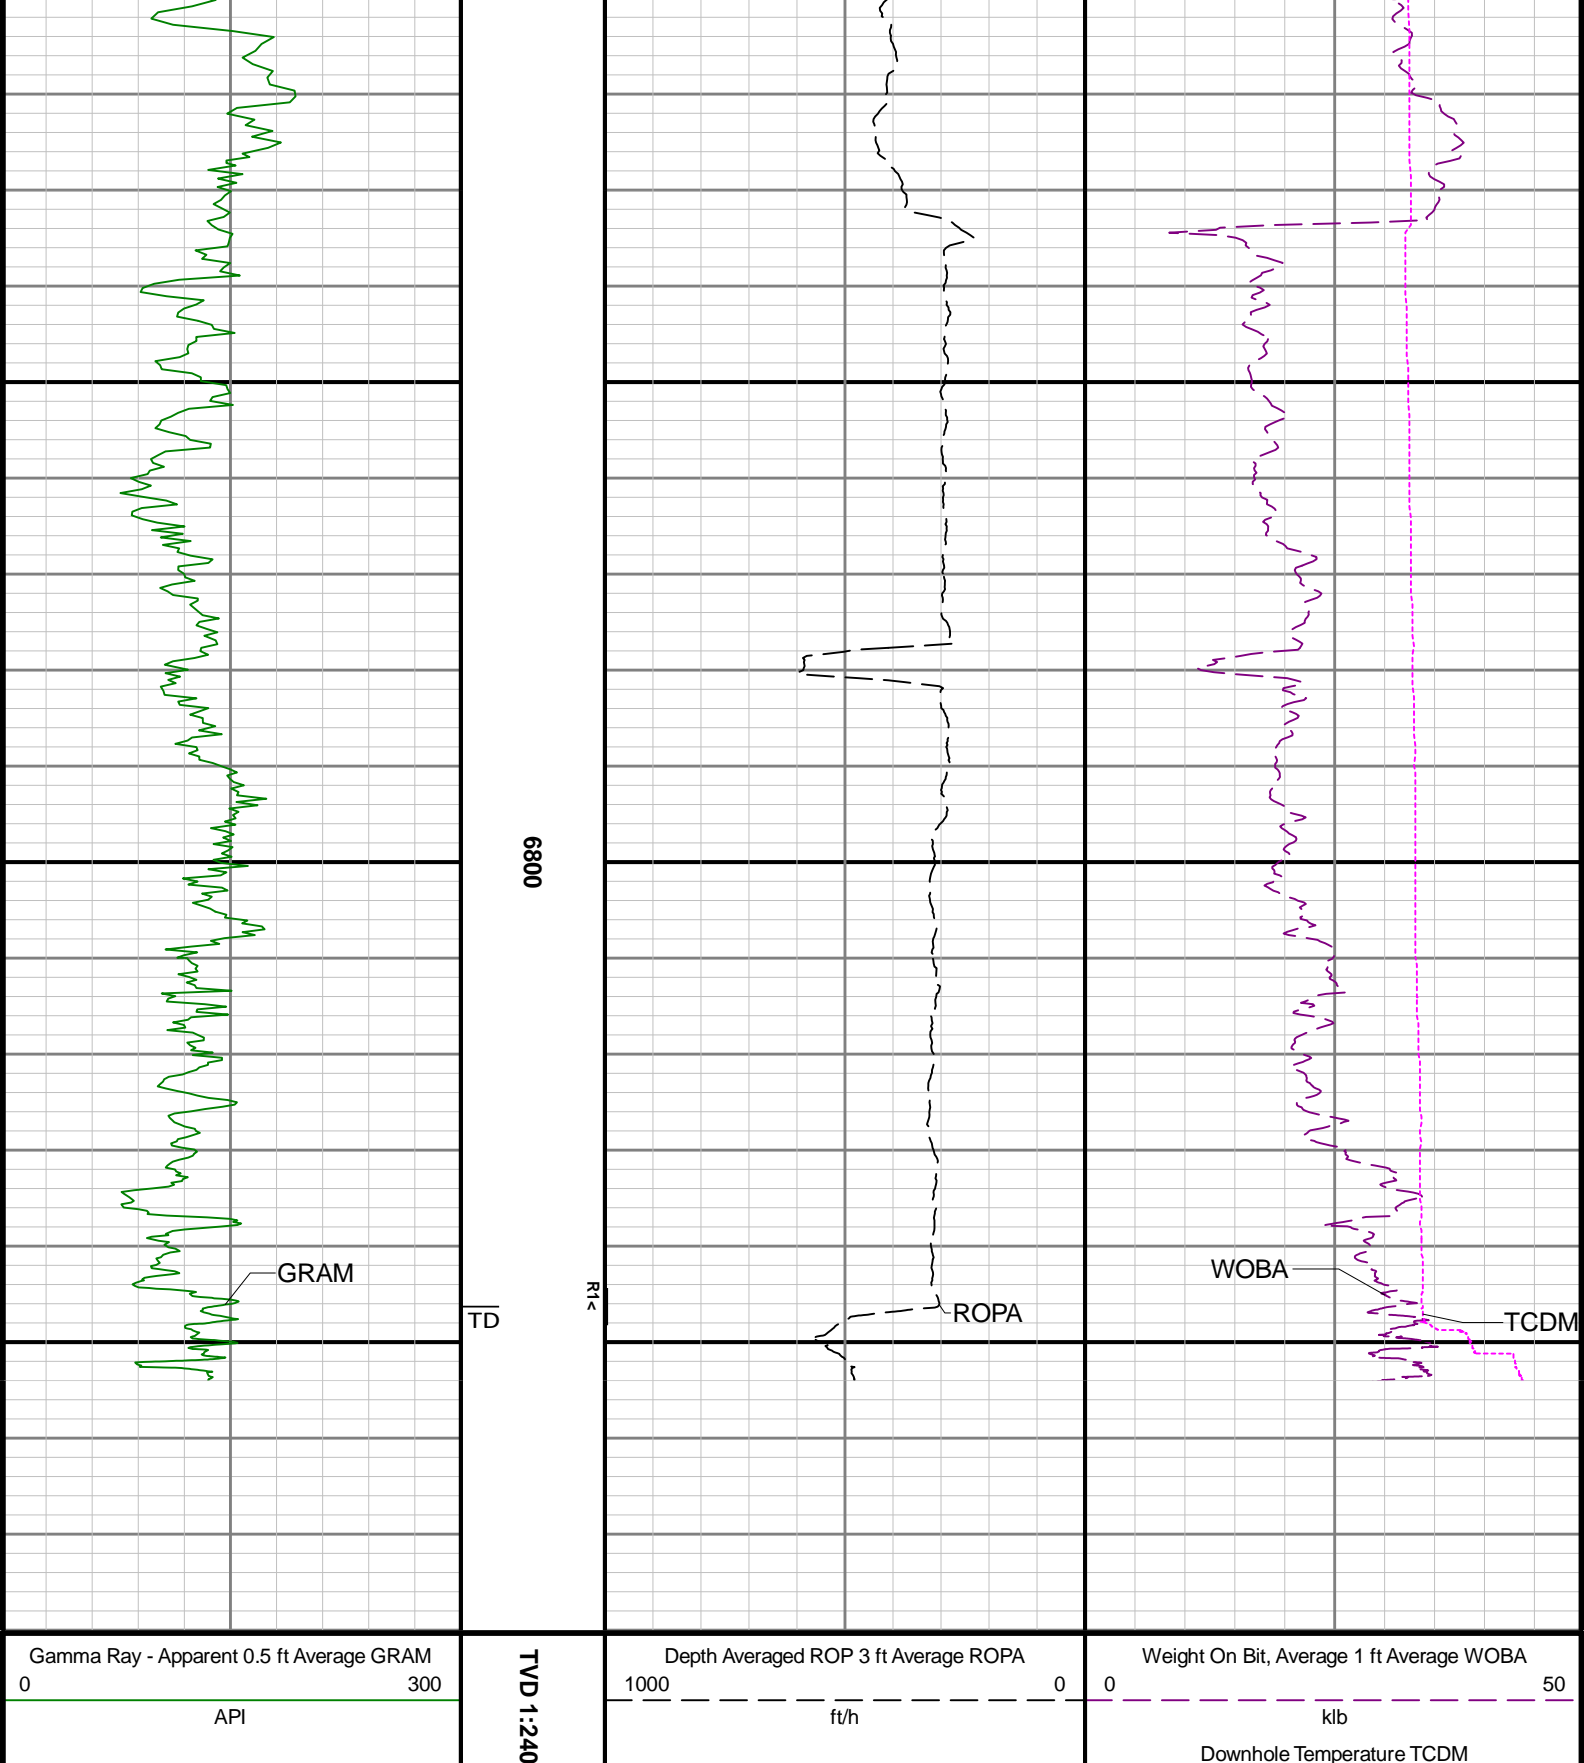 6800
GRAM
WOBA
R1<
ROPA
TD
TCDM
Gamma Ray - Apparent 0.5 ft Average GRAM
0 300
API
TVD 1:240
Depth Averaged ROP 3 ft Average ROPA
1000 0
ft/h
Weight On Bit, Average 1 ft Average WOBA
0 50
klb
Downhole Temperature TCDM